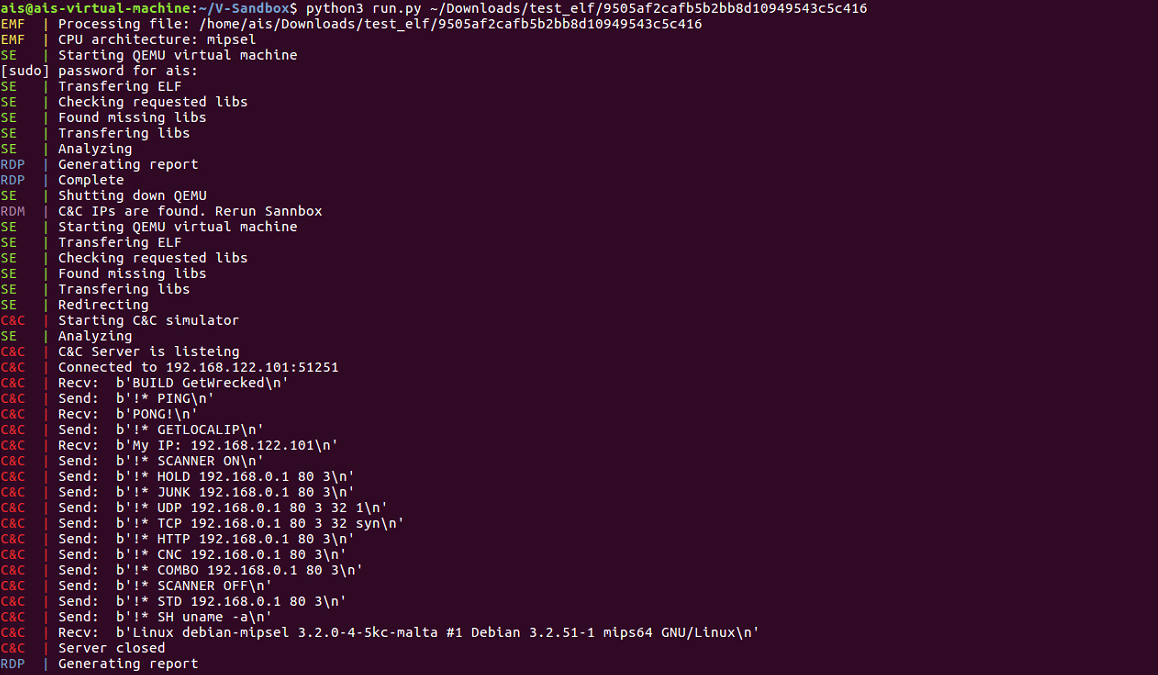 ais@ais-virtual-machine:~/V-Sandbox$ python3 run.py ~/Downloads/test_elf/9505af2cafb5b2bb8d10949543c5c416
EMF | Processing file: /home/ais/Downloads/test_elf/9505af2cafb5b2bb8d10949543c5c416
EMF | CPU architecture: mipsel
SE | Starting QEMU virtual machine
[sudo] password for ais:
SE | Transfering ELF
SE | Checking requested libs
SE | Found missing libs
SE | Transfering libs
SE | Analyzing
RDP | Generating report
RDP | Complete
SE | Shutting down QEMU
RDM | C&C IPs are found. Rerun Sannbox
SE | Starting QEMU virtual machine
SE | Transfering ELF
SE | Checking requested libs
SE | Found missing libs
SE | Transfering libs
SE | Redirecting
C&C | Starting C&C simulator
SE | Analyzing
C&C | C&C Server is listeing
C&C | Connected to 192.168.122.101:51251
C&C | Recv: b'BUILD GetWrecked\n'
C&C | Send: b'!* PING\n'
C&C | Recv: b'PONG!\n'
C&C | Send: b'!* GETLOCALIP\n'
C&C | Recv: b'My IP: 192.168.122.101\n'
C&C | Send: b'!* SCANNER ON\n'
C&C | Send: b'!* HOLD 192.168.0.1 80 3\n'
C&C | Send: b'!* JUNK 192.168.0.1 80 3\n'
C&C | Send: b'!* UDP 192.168.0.1 80 3 32 1\n'
C&C | Send: b'!* TCP 192.168.0.1 80 3 32 syn\n'
C&C | Send: b'!* HTTP 192.168.0.1 80 3\n'
C&C | Send: b'!* CNC 192.168.0.1 80 3\n'
C&C | Send: b'!* COMBO 192.168.0.1 80 3\n'
C&C | Send: b'!* SCANNER OFF\n'
C&C | Send: b'!* STD 192.168.0.1 80 3\n'
C&C | Send: b'!* SH uname -a\n'
C&C | Recv: b'Linux debian-mipsel 3.2.0-4-5kc-malta #1 Debian 3.2.51-1 mips64 GNU/Linux\n'
C&C | Server closed
RDP | Generating report